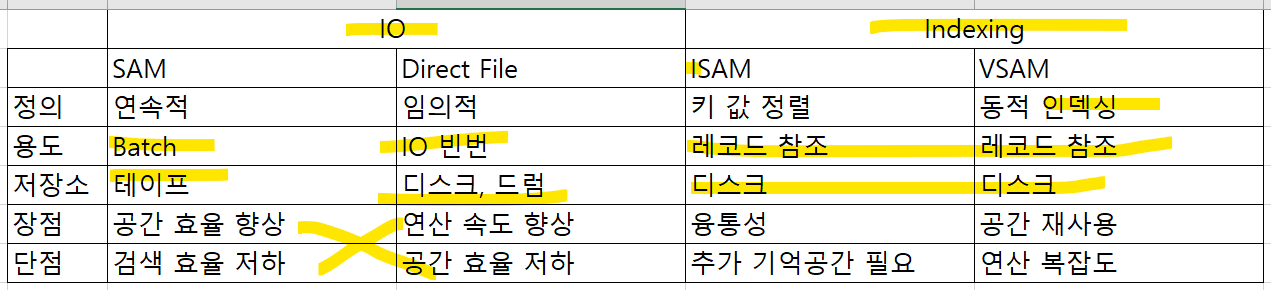 IO Indexing
SAM Direct File ISAM VSAM
정의 연속적 임의적 키 값 정렬 동적 인덱싱
용도 Batch IO 빈번 레코드 참조 레코드 참조
저장소 테이프 디스크, 드럼 디스크 디스크
장점 공간 효율 향상 연산 속도 향상 융통성 공간 재사용
단점 검색 효율 저하 공간 효율 저하 추가 기억공간 필요 연산 복잡도